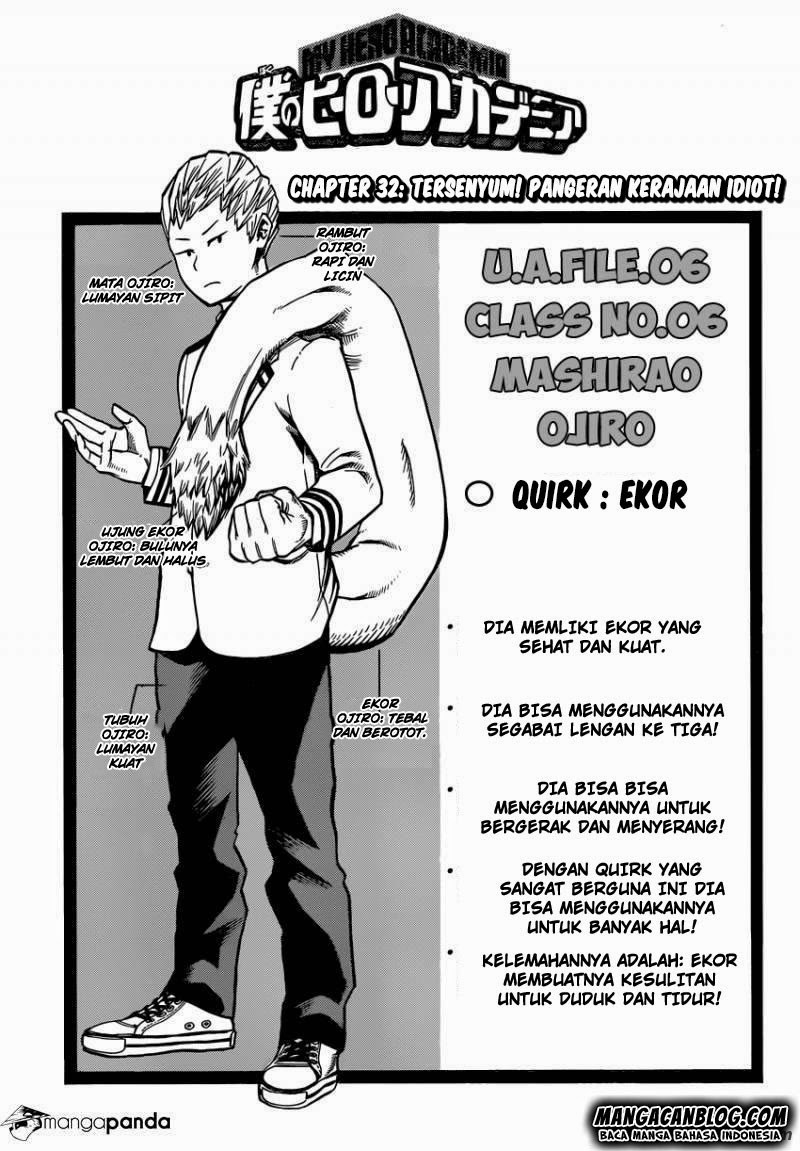 MY HERO ACADEMIA
僕のヒーローアカデミア
CHAPTER 32: TERSENYUM! PANGERAN KERAJAAN IDIOT!
RAMBUT
OJIRO:
RAPI DAN
LICIN
MATA OJIRO:
LUMAYAN SIPIT
UJUNG EKOR
OJIRO: BULUNYA
LEMBUT DAN HALUS
TUBUH
OJIRO:
LUMAYAN
KUAT
EKOR
OJIRO: TEBAL
DAN BEROTOT.
U.A.FILE.06
CLASS NO.06
MASHIRAO
OJIRO
QUIRK : EKOR
• DIA MEMLIKI EKOR YANG
SEHAT DAN KUAT.
• DIA BISA MENGGUNAKANNYA
SEGABAI LENGAN KE TIGA!
• DIA BISA BISA
MENGGUNAKANNYA UNTUK
BERGERAK DAN MENYERANG!
• DENGAN QUIRK YANG
SANGAT BERGUNA INI DIA
BISA MENGGUNAKANNYA
UNTUK BANYAK HAL!
• KELEMAHANNYA ADALAH: EKOR
MEMBUATNYA KESULITAN
UNTUK DUDUK DAN TIDUR!
mangapanda
MANGACANBLOG.COM
BACA MANGA BAHASA INDONESIA